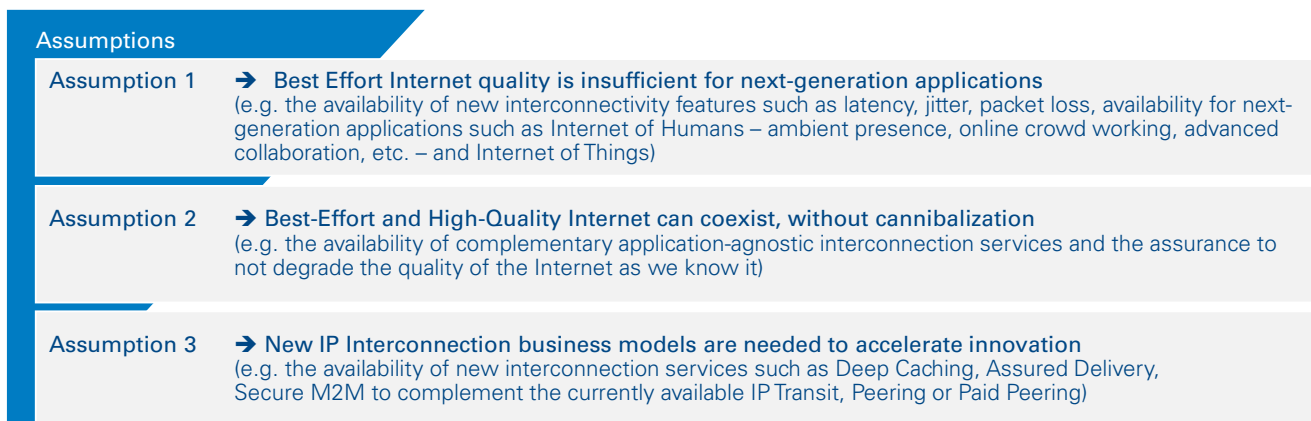 Assumptions
Assumption 1 ➔ Best Effort Internet quality is insufficient for next-generation applications
(e.g. the availability of new interconnectivity features such as latency, jitter, packet loss, availability for next-
generation applications such as Internet of Humans – ambient presence, online crowd working, advanced
collaboration, etc. – and Internet of Things)
Assumption 2 ➔ Best-Effort and High-Quality Internet can coexist, without cannibalization
(e.g. the availability of complementary application-agnostic interconnection services and the assurance to
not degrade the quality of the Internet as we know it)
Assumption 3 ➔ New IP Interconnection business models are needed to accelerate innovation
(e.g. the availability of new interconnection services such as Deep Caching, Assured Delivery,
Secure M2M to complement the currently available IP Transit, Peering or Paid Peering)